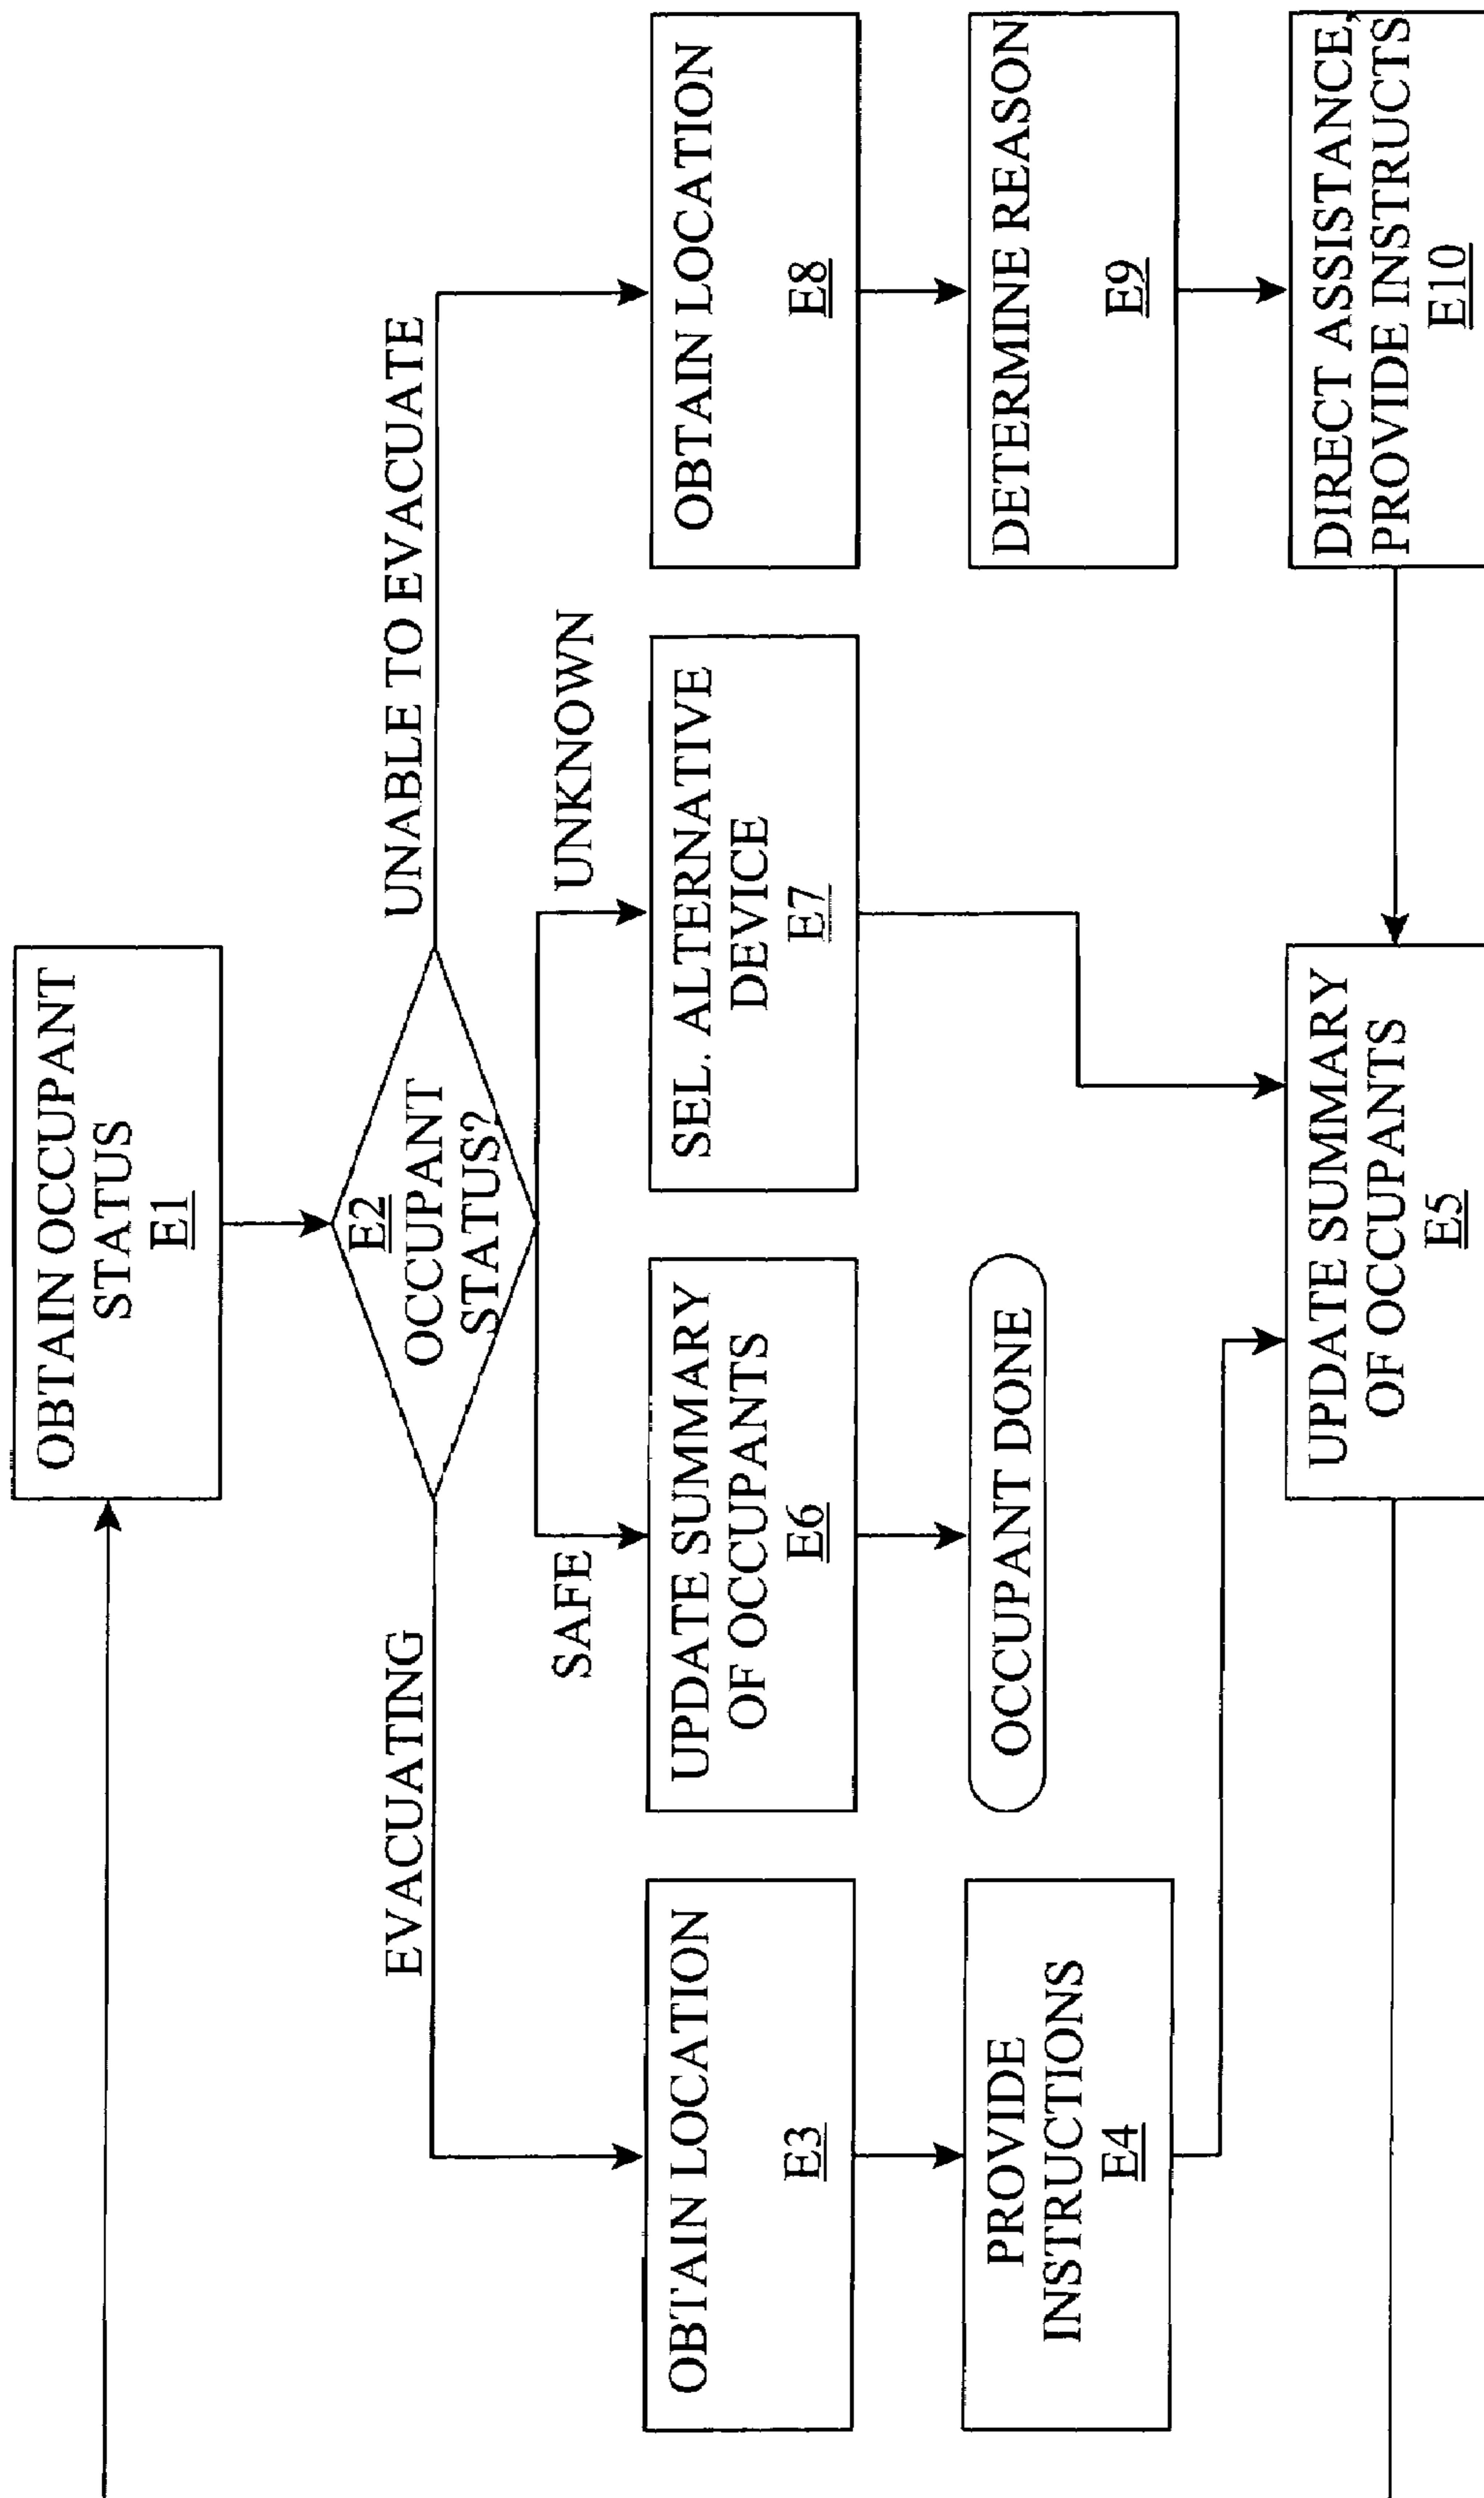 OBTAIN OCCUPANT
STATUS
E1
E2
OCCUPANT
STATUS?
EVACUATING
SAFE
UNKNOWN
UNABLE TO EVACUATE
OBTAIN LOCATION
E3
UPDATE SUMMARY
OF OCCUPANTS
E6
SEL. ALTERNATIVE
DEVICE
E7
OBTAIN LOCATION
E8
PROVIDE
INSTRUCTIONS
E4
OCCUPANT DONE
DETERMINE REASON
E9
UPDATE SUMMARY
OF OCCUPANTS
E5
DIRECT ASSISTANCE,
PROVIDE INSTRUCTS
E10